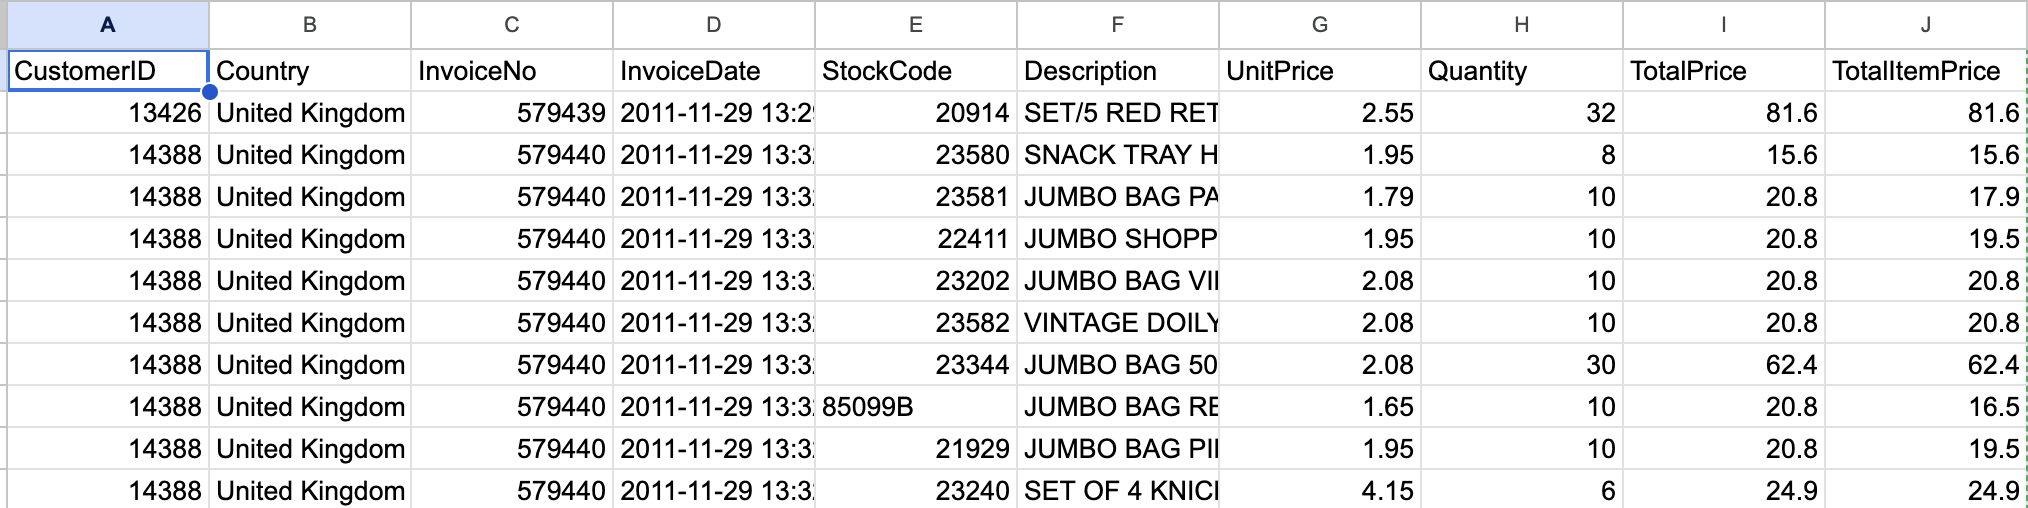 A B C D E F G H I J
CustomerID Country InvoiceNo InvoiceDate StockCode Description UnitPrice Quantity TotalPrice TotalItemPrice
13426 United Kingdom 579439 2011-11-29 13:29 20914 SET/5 RED RET 2.55 32 81.6 81.6
14388 United Kingdom 579440 2011-11-29 13:3 23580 SNACK TRAY H 1.95 8 15.6 15.6
14388 United Kingdom 579440 2011-11-29 13:3 23581 JUMBO BAG PA 1.79 10 20.8 17.9
14388 United Kingdom 579440 2011-11-29 13:3 22411 JUMBO SHOPP 1.95 10 20.8 19.5
14388 United Kingdom 579440 2011-11-29 13:3 23202 JUMBO BAG VI 2.08 10 20.8 20.8
14388 United Kingdom 579440 2011-11-29 13:3 23582 VINTAGE DOILY 2.08 10 20.8 20.8
14388 United Kingdom 579440 2011-11-29 13:3 23344 JUMBO BAG 50 2.08 30 62.4 62.4
14388 United Kingdom 579440 2011-11-29 13:3 85099B JUMBO BAG RE 1.65 10 20.8 16.5
14388 United Kingdom 579440 2011-11-29 13:3 21929 JUMBO BAG PI 1.95 10 20.8 19.5
14388 United Kingdom 579440 2011-11-29 13:3 23240 SET OF 4 KNIC 4.15 6 24.9 24.9